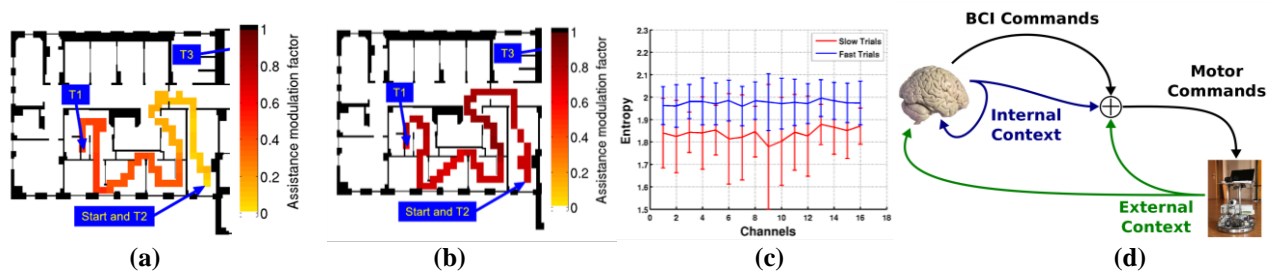 T3
T1
Start and T2
1
0.8
0.6
0.4
0.2
0
Assistance modulation factor
(a)
T3
T1
Start and T2
1
0.8
0.6
0.4
0.2
0
Assistance modulation factor
(b)
Slow Trials
Fast Trials
2.3
2.2
2.1
2
1.9
1.8
1.7
1.6
1.5
Entropy
0 2 4 6 8 10 12 14 16 18
Channels
(c)
BCI Commands
Motor
Commands
Internal
Context
External
Context
(d)